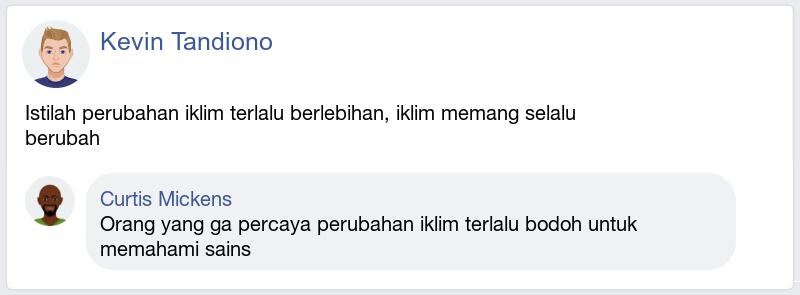 Kevin Tandiono
Istilah perubahan iklim terlalu berlebihan, iklim memang selalu
berubah
Curtis Mickens
Orang yang ga percaya perubahan iklim terlalu bodoh untuk
memahami sains